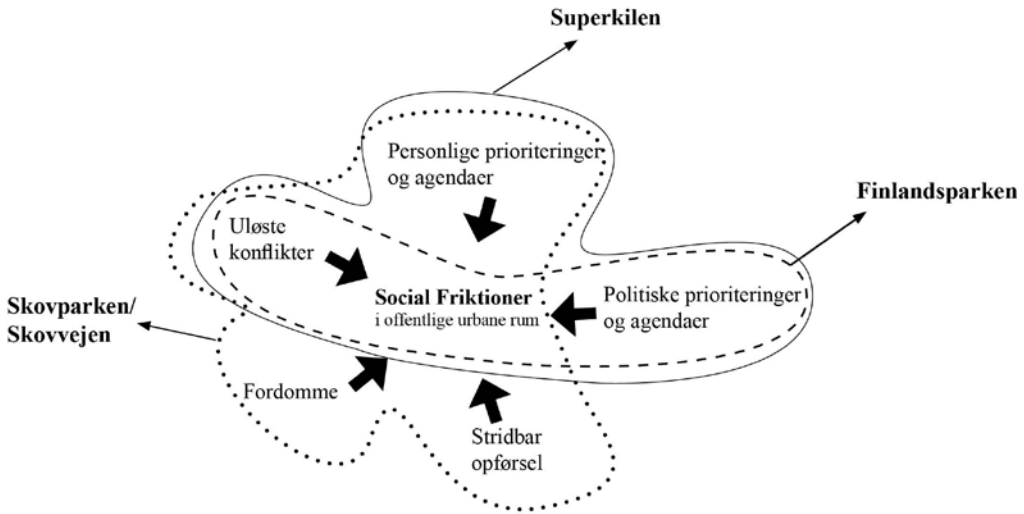 Superkilen
Personlige prioriteringer
og agendaer
Finlandsparken
Uløste
konflikter
Social Friktioner
i offentlige urbane rum
Politiske prioriteringer
og agendaer
Skovparken/
Skovvejen
Fordomme
Stridbar
opførsel